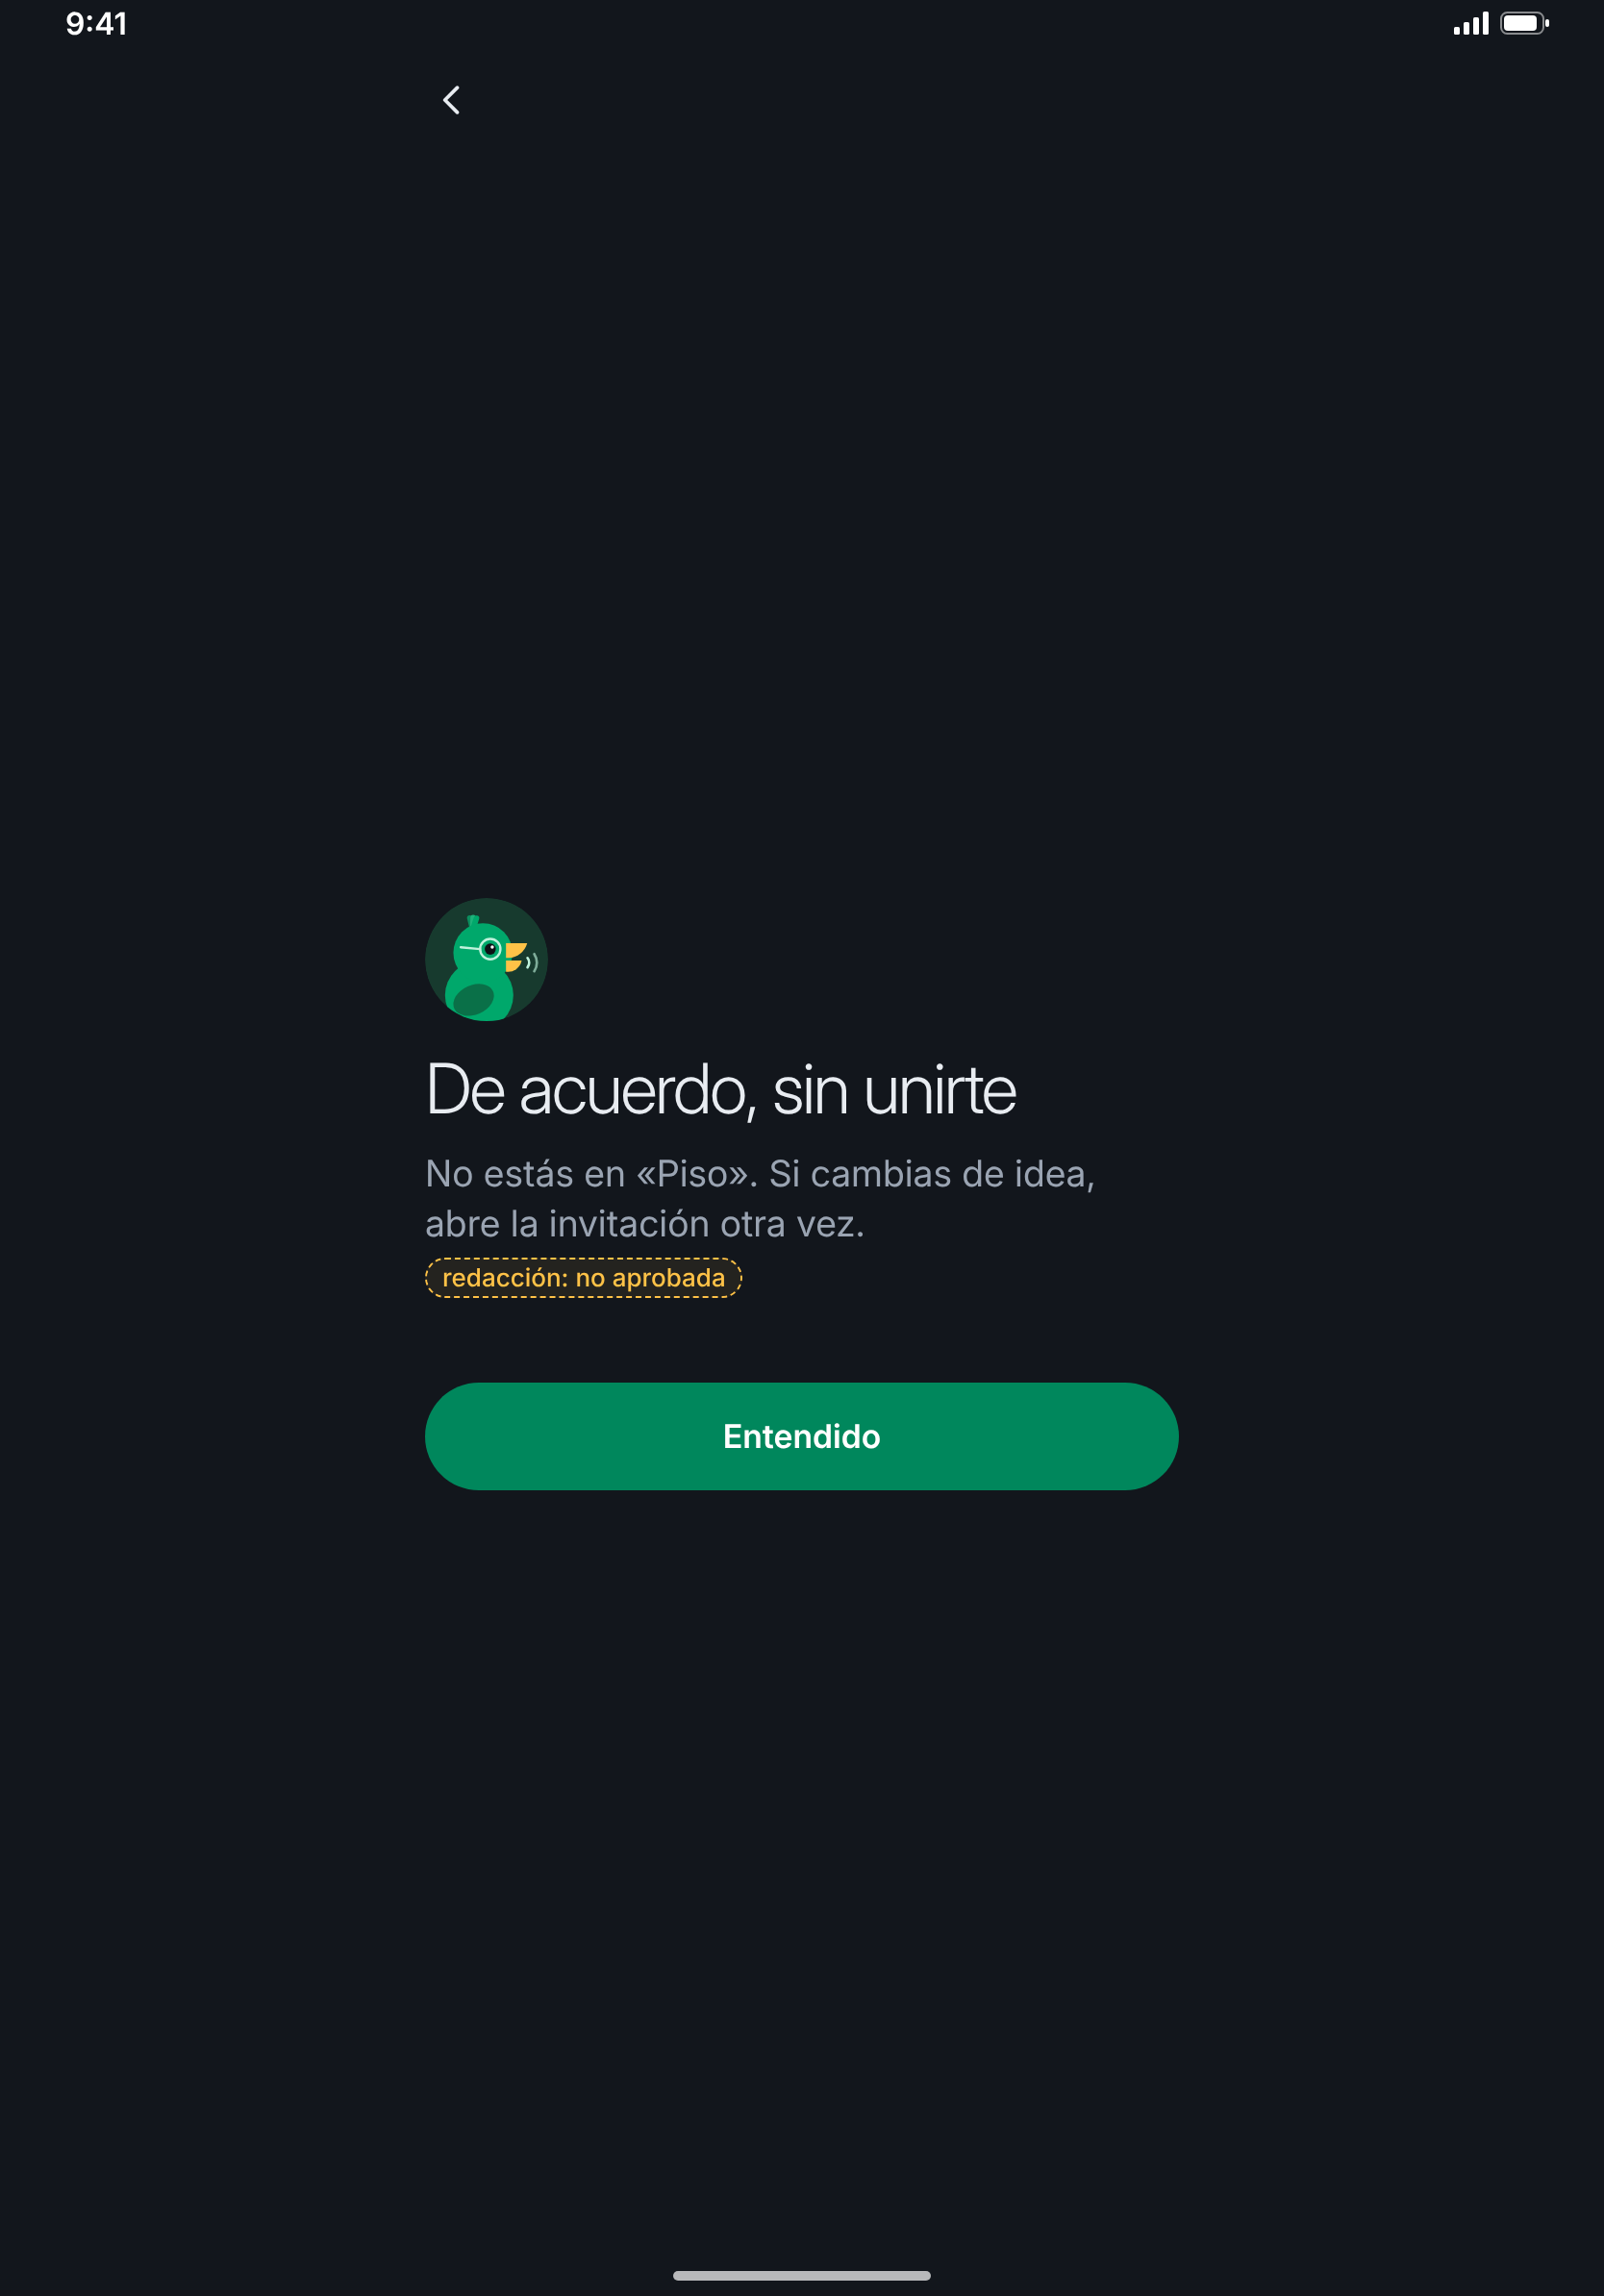 9:41
De acuerdo, sin unirte
No estás en «Piso». Si cambias de idea,
abre la invitación otra vez.
redacción: no aprobada
Entendido